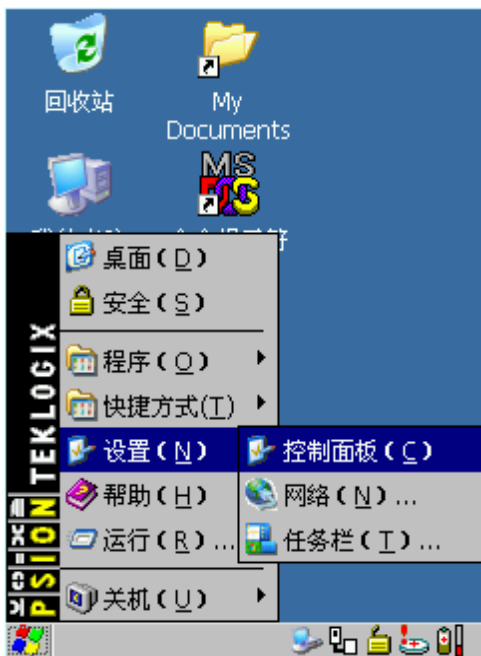 回收站
My
Documents
MS
DOS
桌面(D)
安全(S)
程序(O)
快捷方式(T)
设置(N)
帮助(H)
运行(R)...
关机(U)
控制面板(C)
网络(N)...
任务栏(T)...
PSION TEKLOGIX